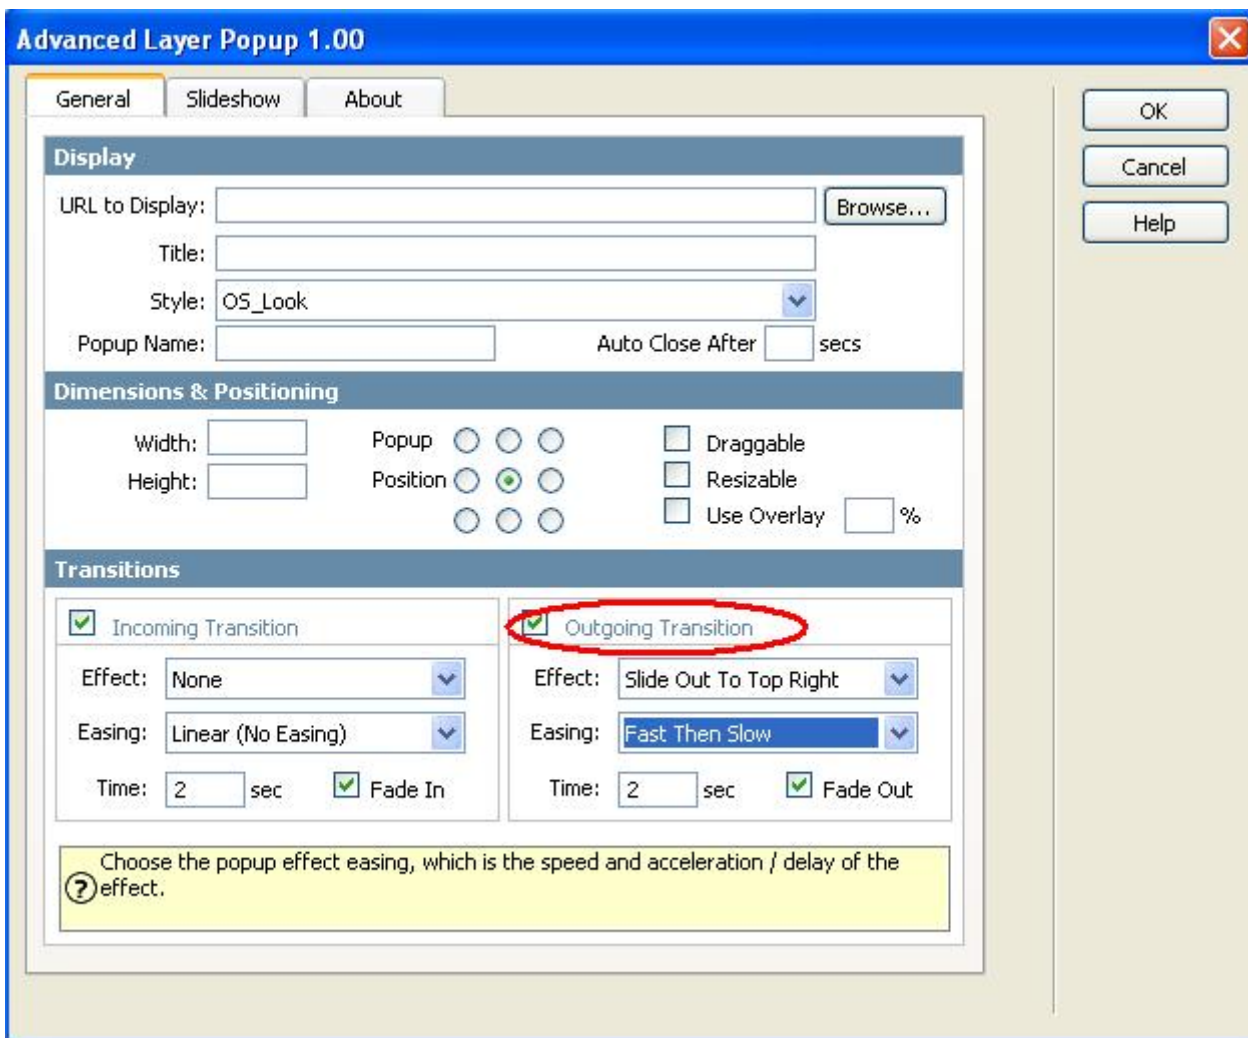 Advanced Layer Popup 1.00
General Slideshow About
OK
Cancel
Help
Display
URL to Display: Browse...
Title:
Style: OS_Look
Popup Name: Auto Close After secs
Dimensions & Positioning
Width: Popup Draggable
Height: Position Resizable
Use Overlay %
Transitions
Incoming Transition Outgoing Transition
Effect: None Effect: Slide Out To Top Right
Easing: Linear (No Easing) Easing: Fast Then Slow
Time: 2 sec Fade In Time: 2 sec Fade Out
Choose the popup effect easing, which is the speed and acceleration / delay of the
? effect.